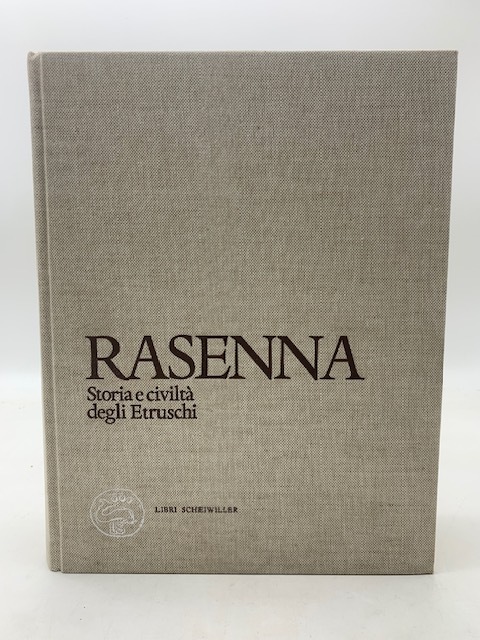 RASENNA
Storia e civiltà
degli Etruschi
LIBRI SCHEIWILLER